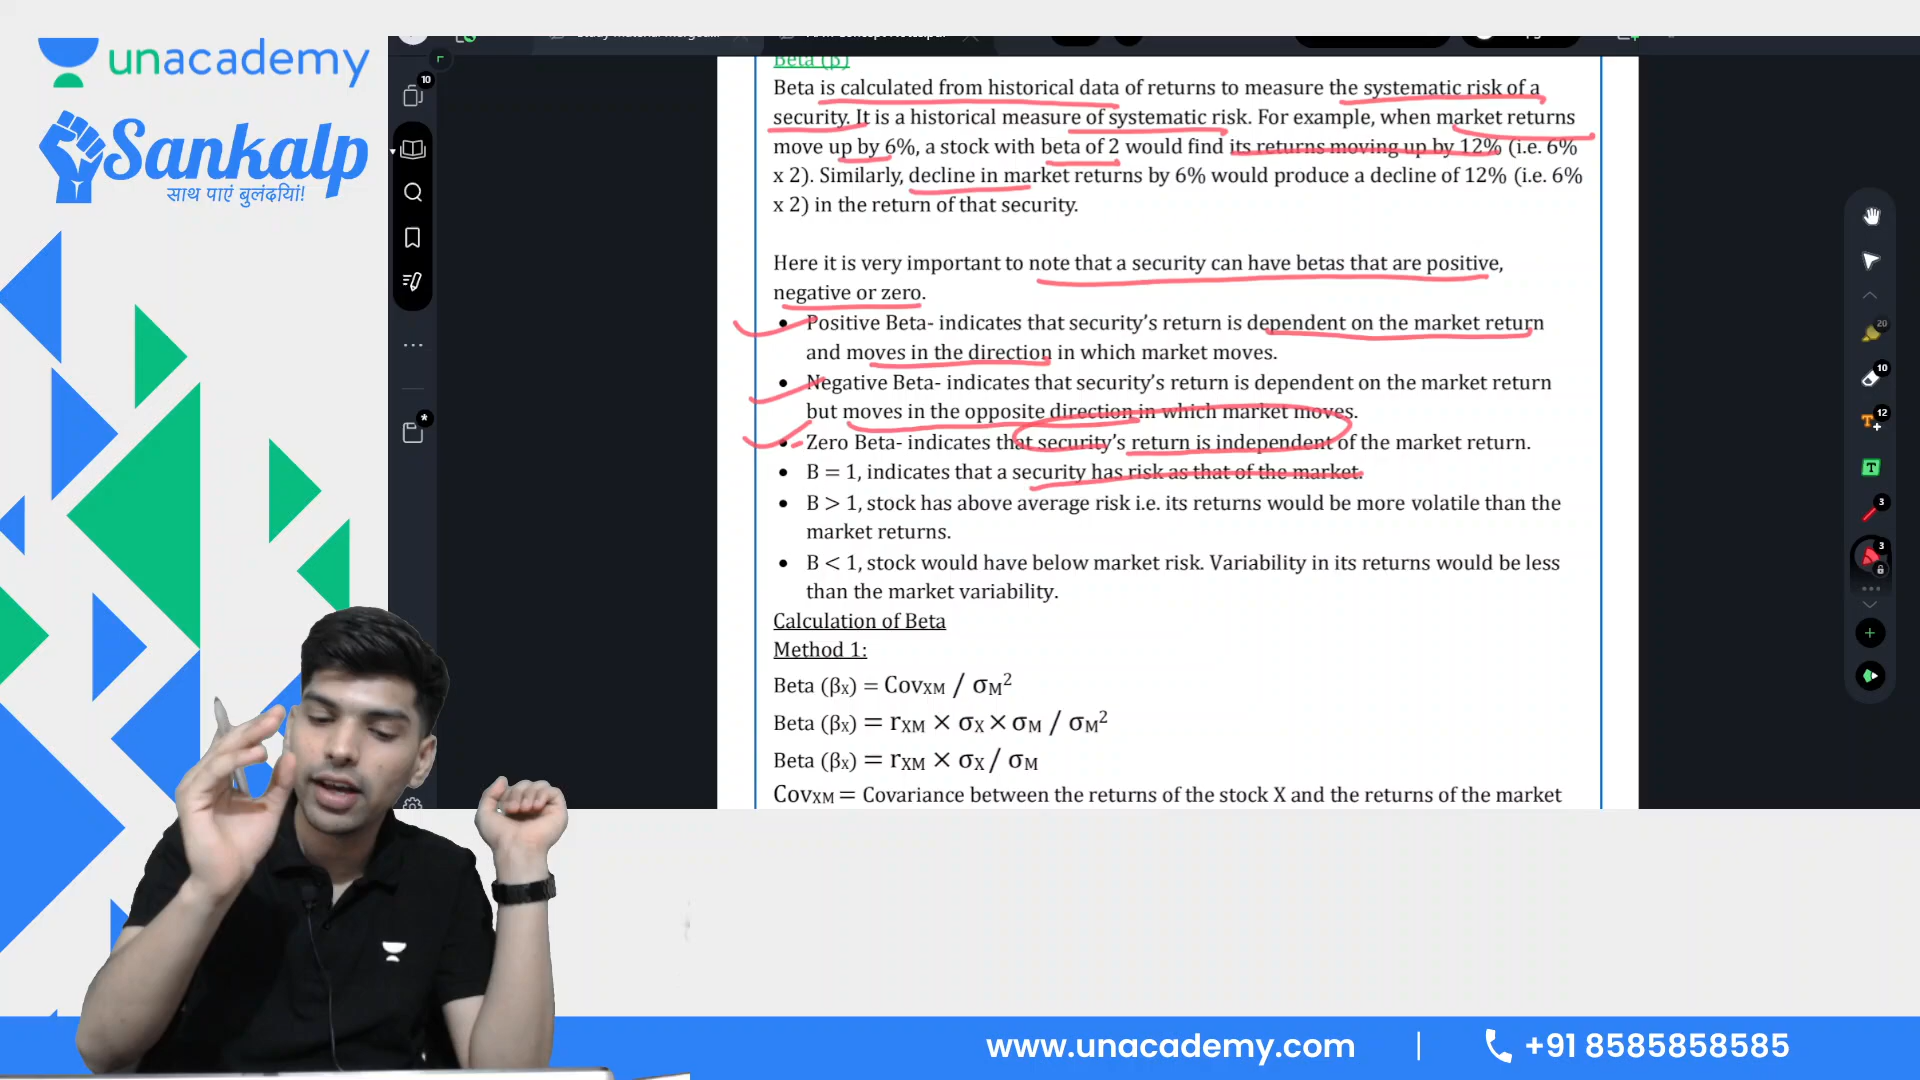 unacademy
Sankalp
साथ पाएं बुलंदियां!
Beta (β)
Beta is calculated from historical data of returns to measure the systematic risk of a
security. It is a historical measure of systematic risk. For example, when market returns
move up by 6%, a stock with beta of 2 would find its returns moving up by 12% (i.e. 6%
x 2). Similarly, decline in market returns by 6% would produce a decline of 12% (i.e. 6%
x 2) in the return of that security.
Here it is very important to note that a security can have betas that are positive,
negative or zero.
• Positive Beta- indicates that security's return is dependent on the market return
and moves in the direction in which market moves.
• Negative Beta- indicates that security's return is dependent on the market return
but moves in the opposite direction in which market moves.
• Zero Beta- indicates that security's return is independent of the market return.
• B = 1, indicates that a security has risk as that of the market.
• B > 1, stock has above average risk i.e. its returns would be more volatile than the
market returns.
• B < 1, stock would have below market risk. Variability in its returns would be less
than the market variability.
Calculation of Beta
Method 1:
Beta (βx) = CovXM / σM²
Beta (βx) = rXM × σX × σM / σM²
Beta (βx) = rXM × σX / σM
CovXM = Covariance between the returns of the stock X and the returns of the market
10
20
10
12
T
3
3
www.unacademy.com | +91 8585858585